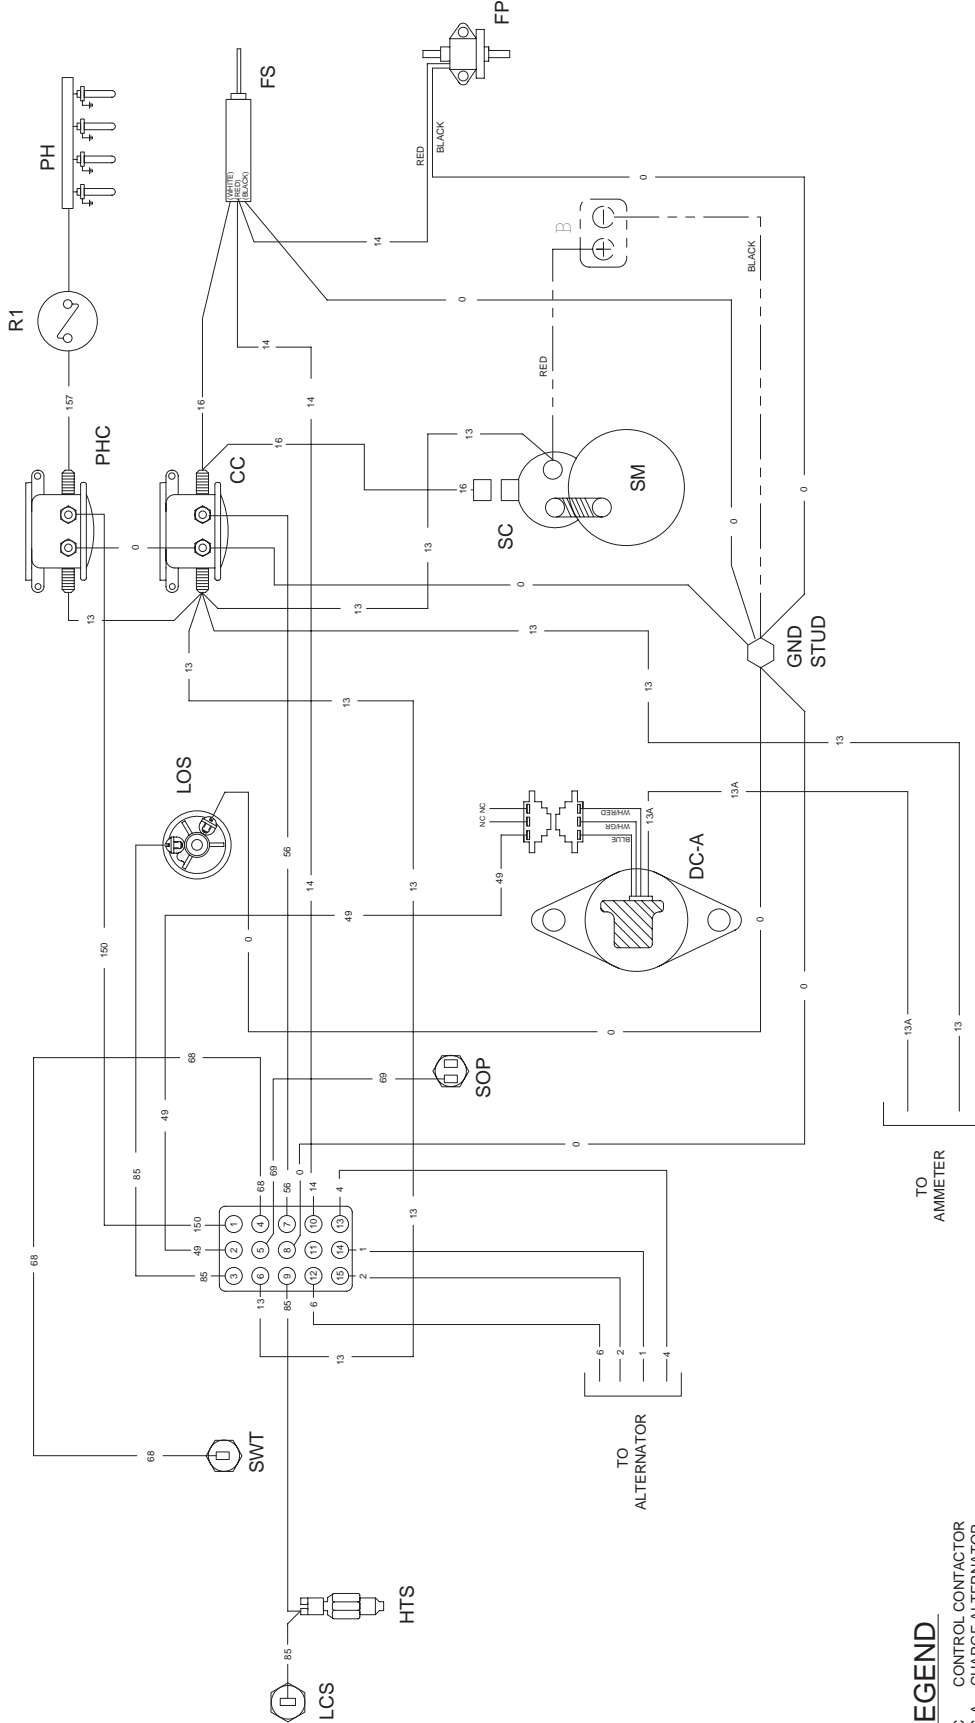 FP
FS
PH
RED
BLACK
(WHITE)
(RED)
(BLACK)
0
14
B
R1
0
BLACK
14
RED
157
16
14
PHC
CC
16
13
16
SM
SC
0
0
13
0
0
13
13
13
13
GND
STUD
13
13
13
13
LOS
NC NC
WH/RED
WH/GR
BLUE
13A
13A
DC-A
56
14
13
49
49
0
0
150
0
0
13A
13
68
69
SOP
49
85
69
0
TO
AMMETER
68
56
14
4
13
150
49
85
1
2
3
4
5
6
7
8
9
10
11
12
13
14
15
1
2
13
85
6
68
13
6
2
1
4
TO
ALTERNATOR
68
SWT
HTS
85
LCS
EGEND
CONTROL CONTACTOR